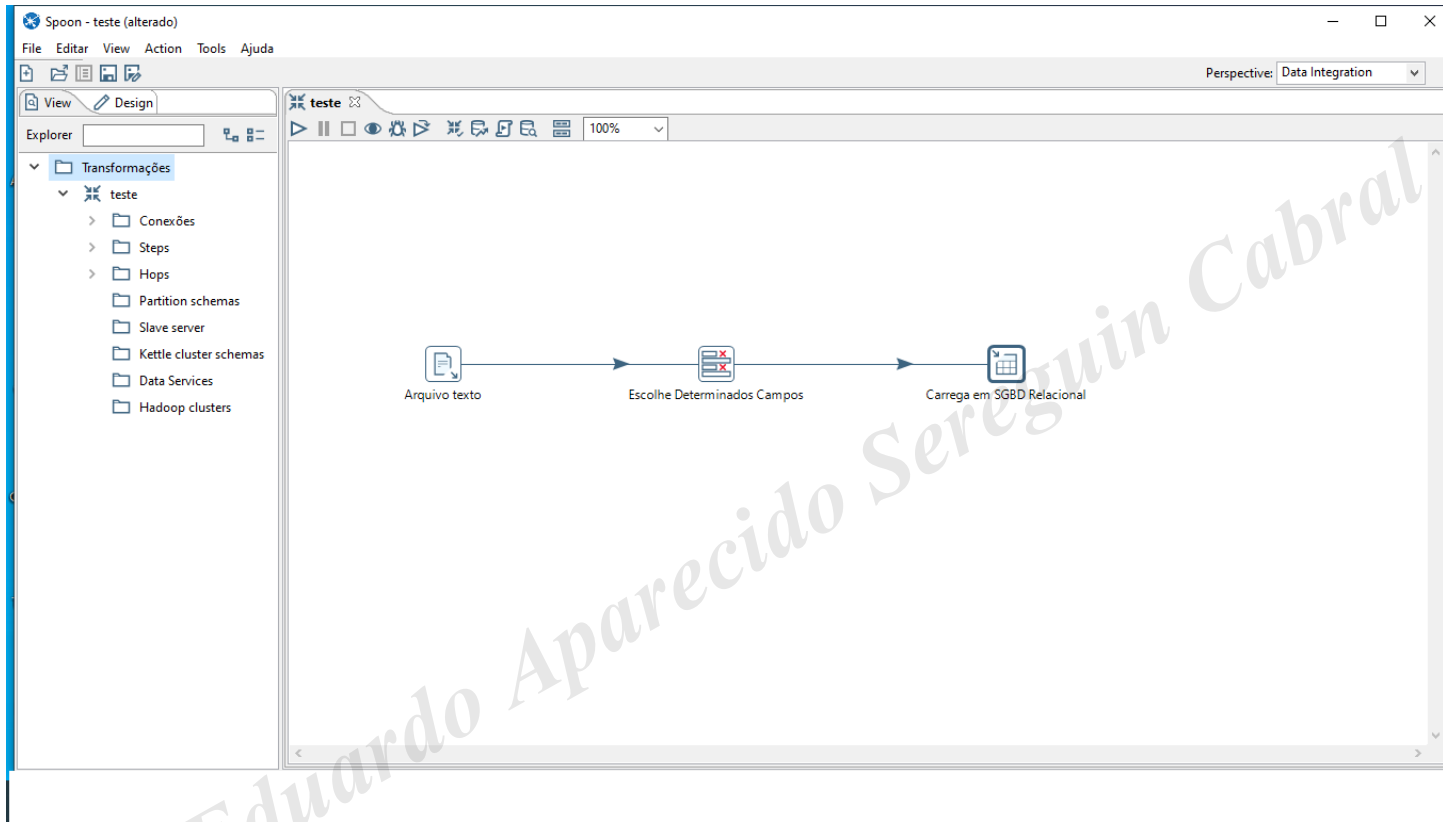 Spoon - teste (alterado)
File Editar View Action Tools Ajuda
Perspective: Data Integration
View Design
teste
Explorer
100%
Transformações
teste
Conexões
Steps
Hops
Partition schemas
Slave server
Kettle cluster schemas
Data Services
Hadoop clusters
Arquivo texto
Escolhe Determinados Campos
Carrega em SGBD Relacional
Eduardo Aparecido Sereguin Cabral